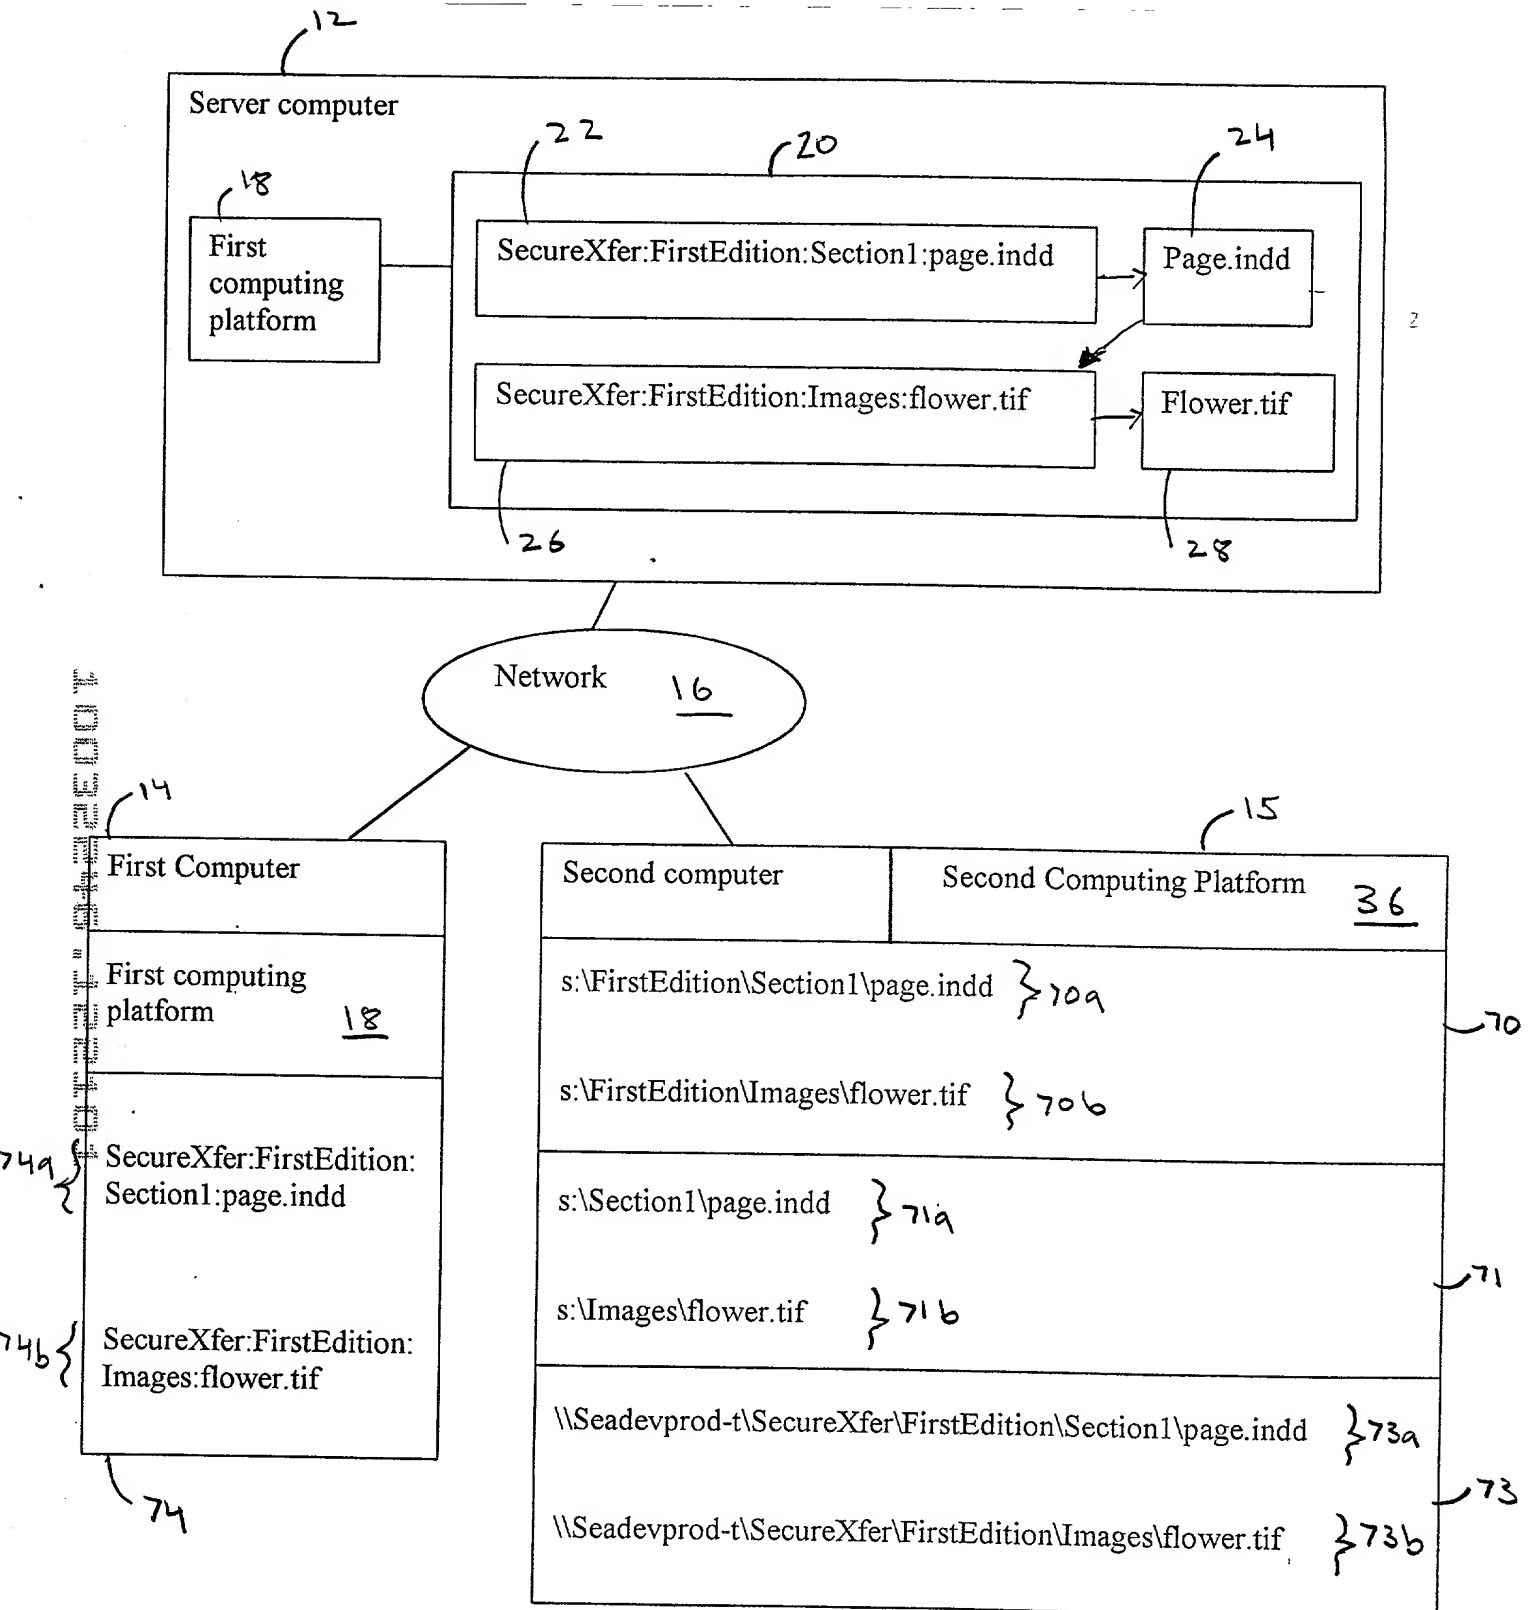 12
Server computer
22
20
24
18
First
computing
platform
SecureXfer:FirstEdition:Section1:page.indd
Page.indd
2
SecureXfer:FirstEdition:Images:flower.tif
Flower.tif
26
28
Network 16
14
15
First Computer
Second computer
Second Computing Platform
36
First computing
platform 18
s:\FirstEdition\Section1\page.indd 70a
70
s:\FirstEdition\Images\flower.tif 70b
74a
SecureXfer:FirstEdition:
Section1:page.indd
s:\Section1\page.indd 71a
71
s:\Images\flower.tif 71b
74b
SecureXfer:FirstEdition:
Images:flower.tif
\\Seadevprod-t\SecureXfer\FirstEdition\Section1\page.indd 73a
73
74
\\Seadevprod-t\SecureXfer\FirstEdition\Images\flower.tif 73b